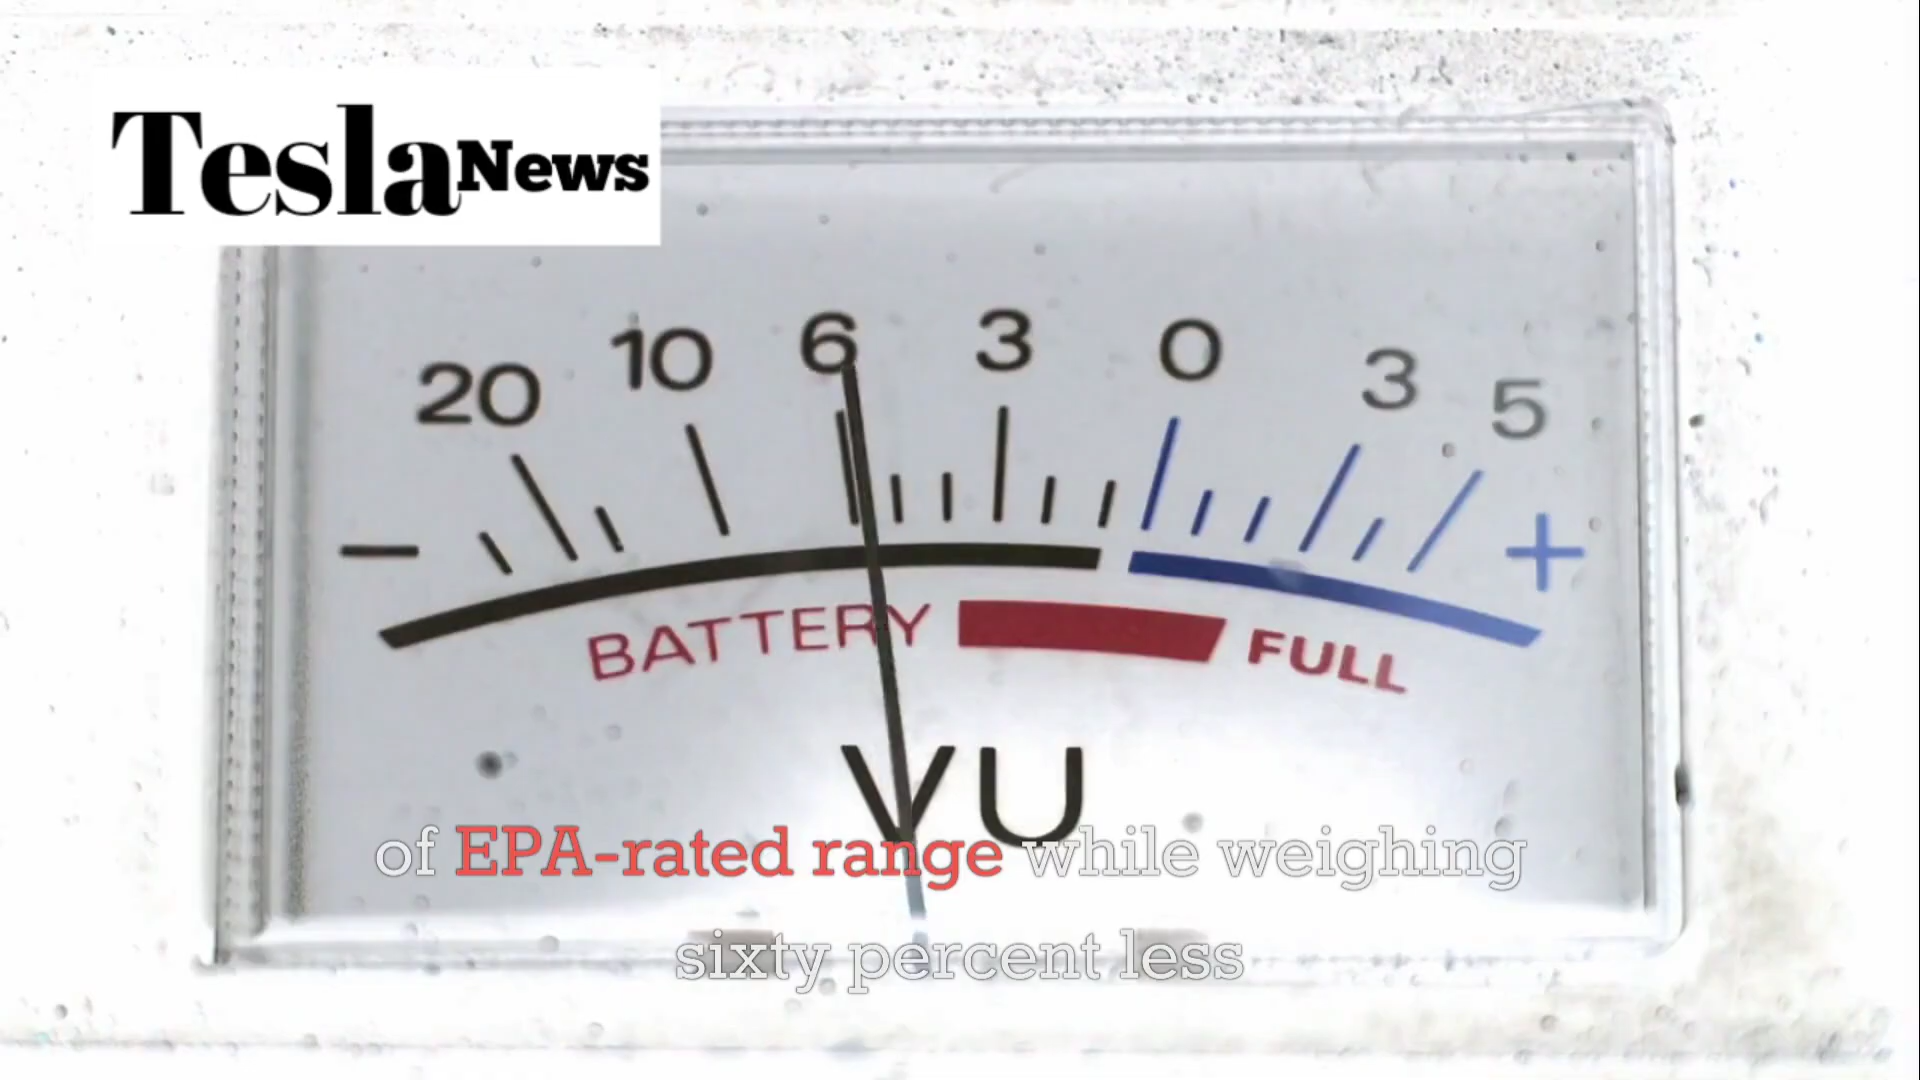 Tesla News
20 10 6 3 0 3 5
− +
BATTERY FULL
VU
of EPA-rated range while weighing
sixty percent less